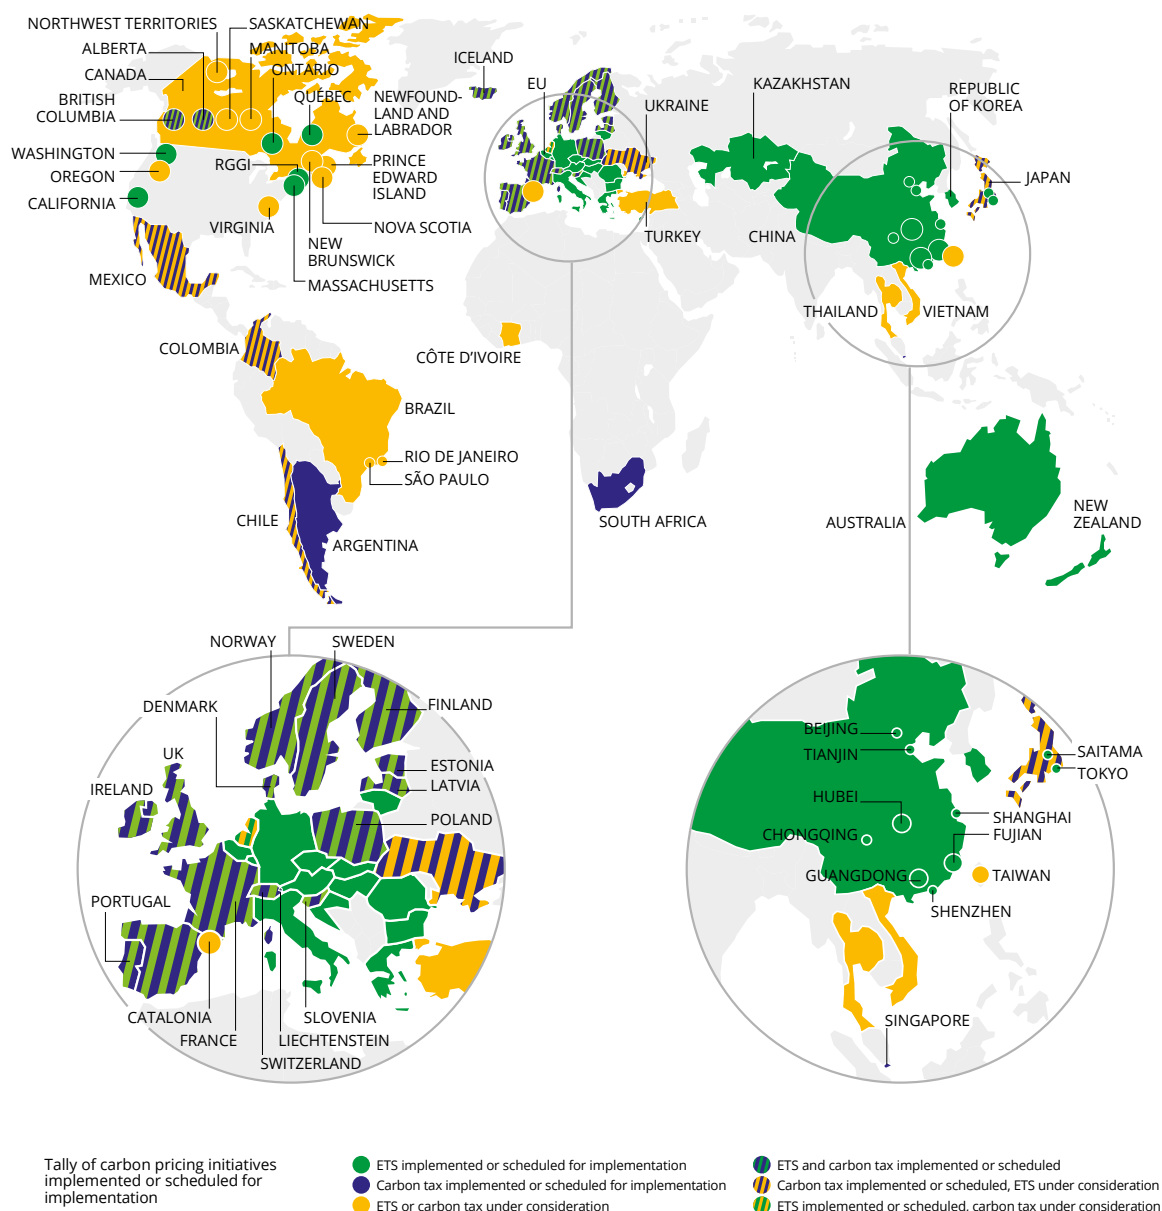 NORTHWEST TERRITORIES
SASKATCHEWAN
ALBERTA
MANITOBA
CANADA
ONTARIO
BRITISH
COLUMBIA
QUÉBEC
NEWFOUND-
LAND AND
LABRADOR
WASHINGTON
RGGI
PRINCE
EDWARD
ISLAND
OREGON
CALIFORNIA
VIRGINIA
NOVA SCOTIA
NEW
BRUNSWICK
MASSACHUSETTS
MEXICO
ICELAND
EU
UKRAINE
KAZAKHSTAN
REPUBLIC
OF KOREA
JAPAN
TURKEY
CHINA
THAILAND
VIETNAM
COLOMBIA
CÔTE D'IVOIRE
BRAZIL
RIO DE JANEIRO
SÃO PAULO
CHILE
ARGENTINA
SOUTH AFRICA
AUSTRALIA
NEW
ZEALAND
NORWAY
SWEDEN
DENMARK
FINLAND
UK
ESTONIA
IRELAND
LATVIA
POLAND
PORTUGAL
CATALONIA
SLOVENIA
FRANCE
LIECHTENSTEIN
SWITZERLAND
BEIJING
TIANJIN
SAITAMA
TOKYO
HUBEI
SHANGHAI
CHONGQING
FUJIAN
GUANGDONG
TAIWAN
SHENZHEN
SINGAPORE
Tally of carbon pricing initiatives
implemented or scheduled for
implementation
ETS implemented or scheduled for implementation
Carbon tax implemented or scheduled for implementation
ETS or carbon tax under consideration
ETS and carbon tax implemented or scheduled
Carbon tax implemented or scheduled, ETS under consideration
ETS implemented or scheduled, carbon tax under consideration